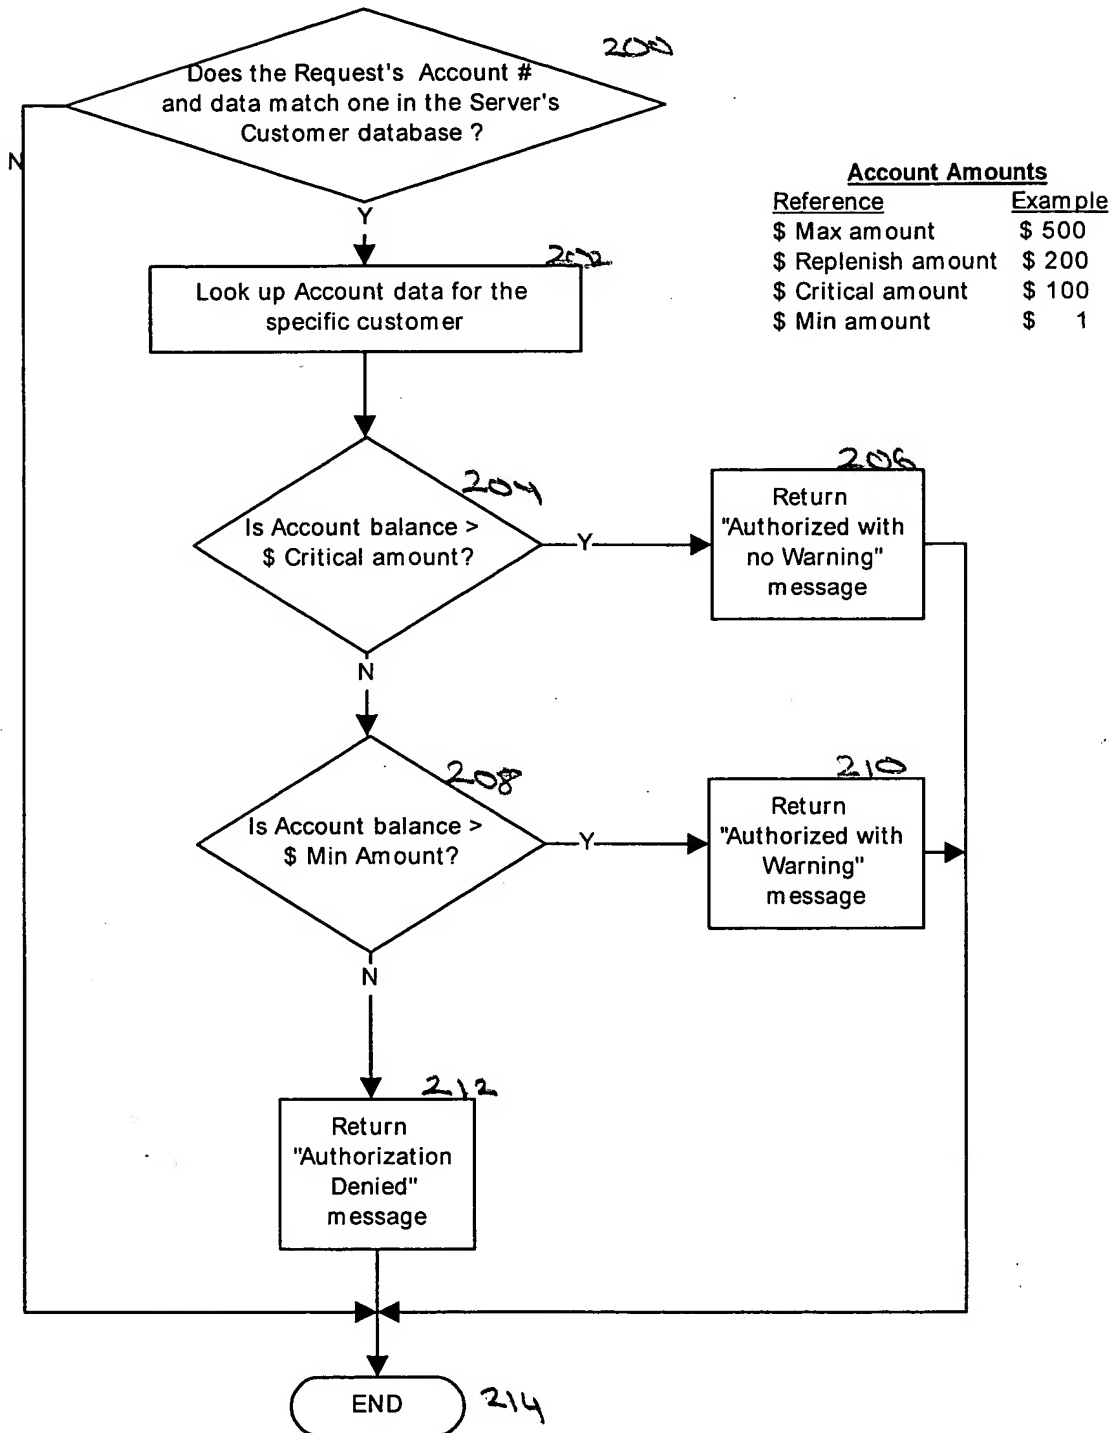 200
Does the Request's Account #
and data match one in the Server's
Customer database ?
N
Y
Account Amounts
Reference Example
$ Max amount $ 500
$ Replenish amount $ 200
$ Critical amount $ 100
$ Min amount $ 1
202
Look up Account data for the
specific customer
204
Is Account balance >
$ Critical amount?
Y
206
Return
"Authorized with
no Warning"
message
N
208
Is Account balance >
$ Min Amount?
Y
210
Return
"Authorized with
Warning"
message
N
212
Return
"Authorization
Denied"
message
END
214